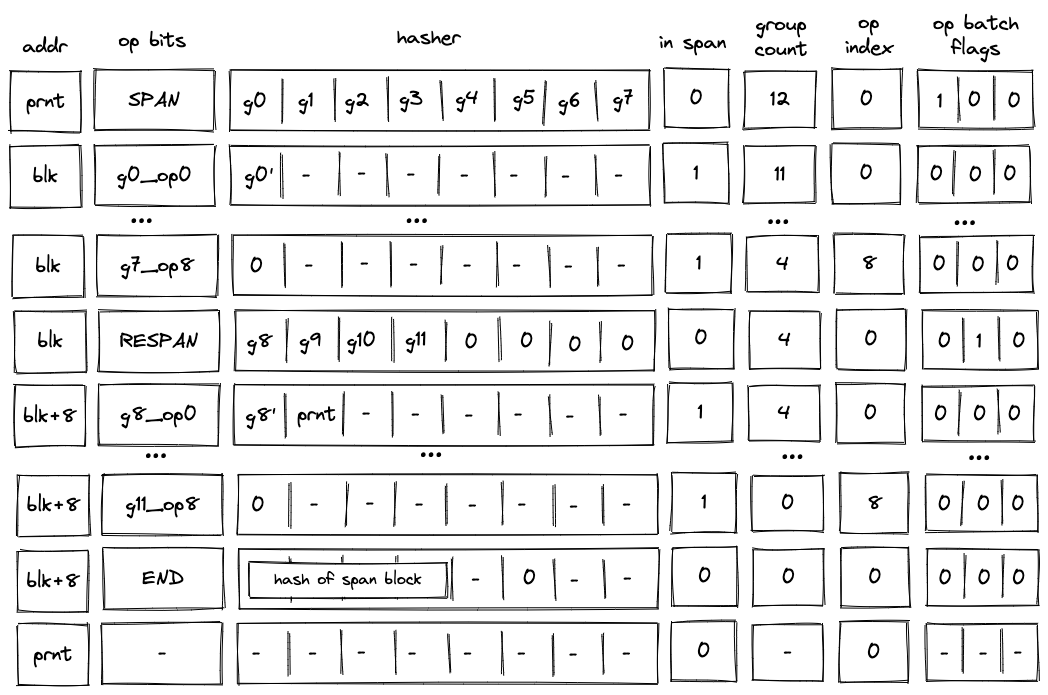 addr op bits hasher in span group count op index op batch flags
prnt SPAN g0 g1 g2 g3 g4 g5 g6 g7 0 12 0 1 0 0
blk g0_op0 g0' - - - - - - - 1 11 0 0 0 0
... ... ... ...
blk g7_op8 0 - - - - - - - 1 4 8 0 0 0
blk RESPAN g8 g9 g10 g11 0 0 0 0 0 4 0 0 1 0
blk+8 g8_op0 g8' prnt - - - - - - 1 4 0 0 0 0
... ... ... ...
blk+8 g11_op8 0 - - - - - - - 1 0 8 0 0 0
blk+8 END hash of span block - 0 - - 0 0 0 0 0 0
prnt - - - - - - - - - 0 - 0 - - -